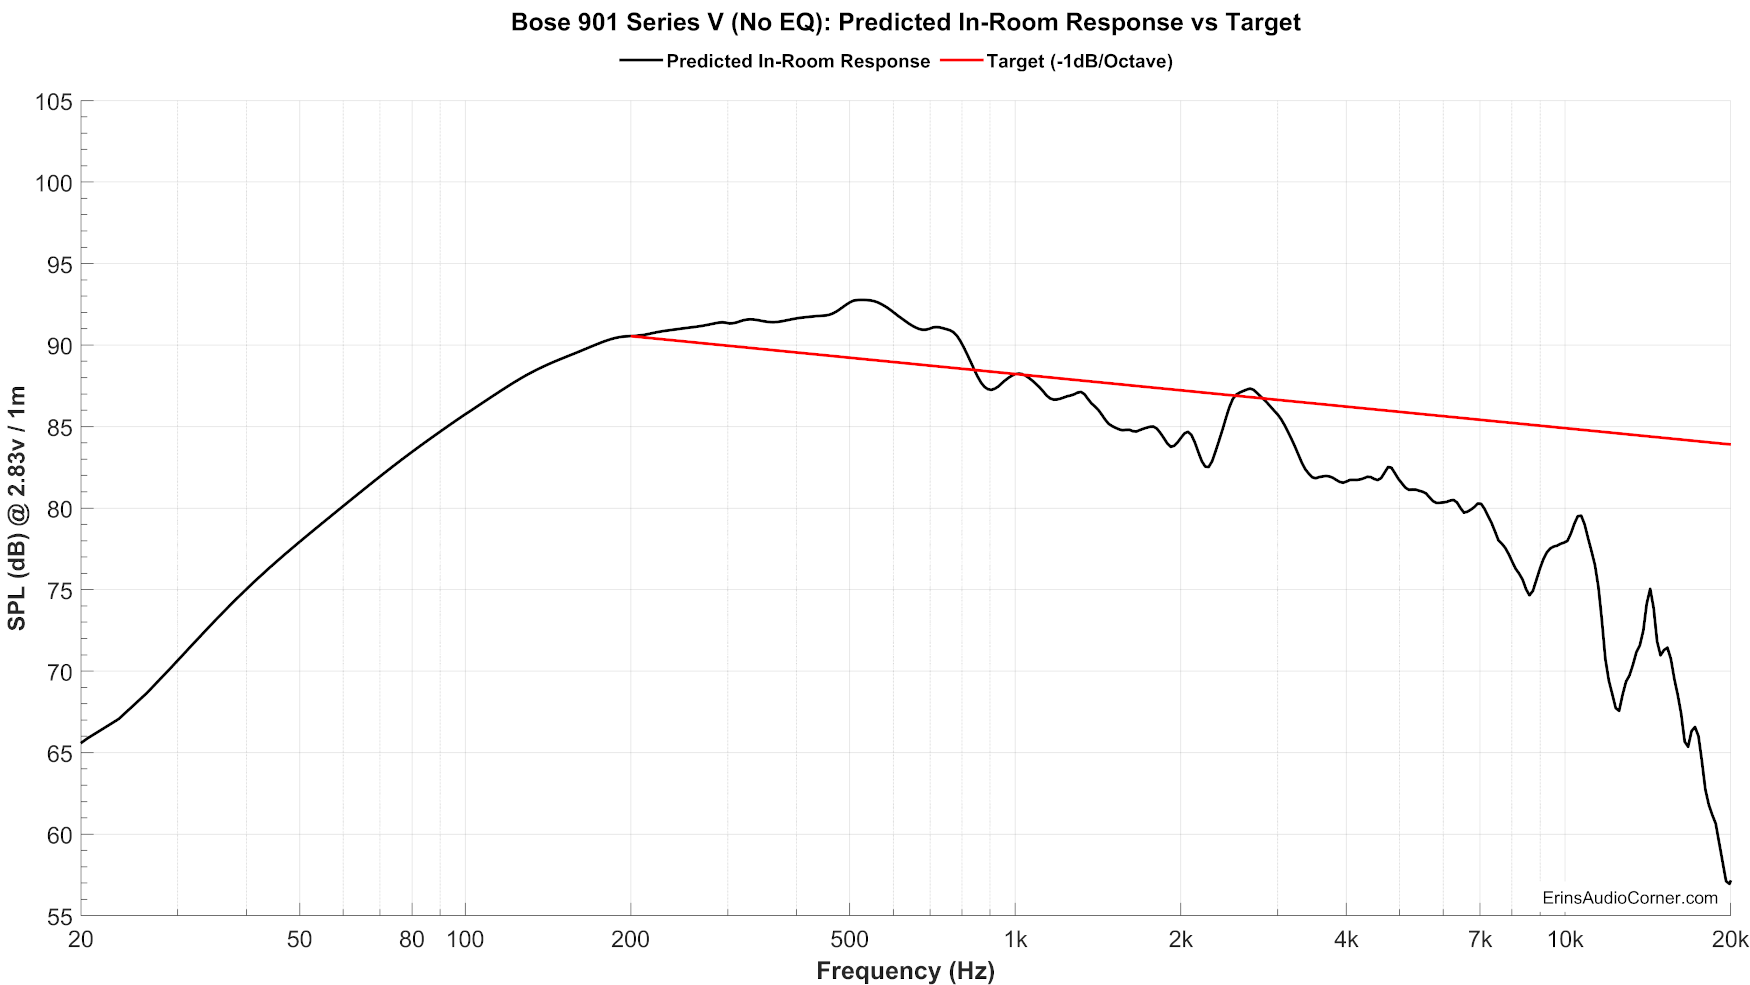 Bose 901 Series V (No EQ): Predicted In-Room Response vs Target
Predicted In-Room Response Target (-1dB/Octave)
105
100
95
90
85
80
75
70
65
60
55
SPL (dB) @ 2.83v / 1m
ErinsAudioCorner.com
20 50 80 100 200 500 1k 2k 4k 7k 10k 20k
Frequency (Hz)